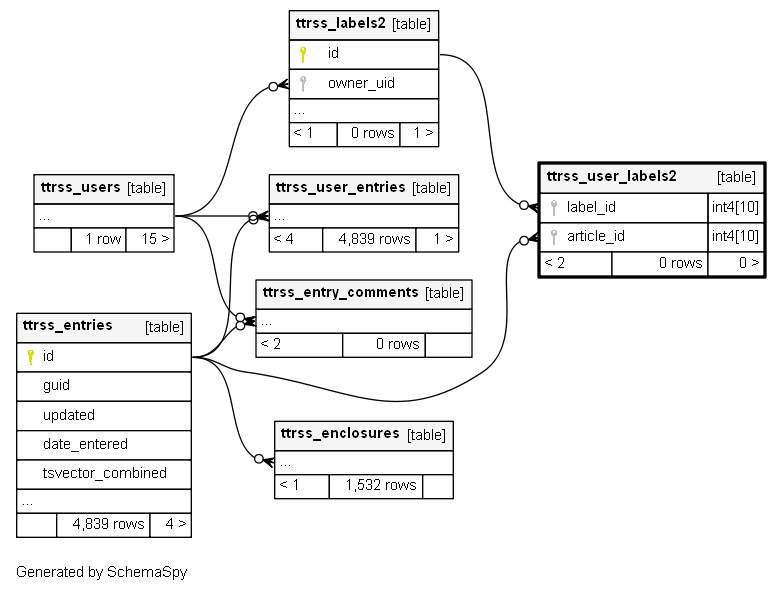 ttrss_labels2 [table]
id
owner_uid
...
< 1 0 rows 1 >
ttrss_user_labels2 [table]
label_id int4[10]
article_id int4[10]
< 2 0 rows 0 >
ttrss_users [table]
...
1 row 15 >
ttrss_user_entries [table]
...
< 4 4,839 rows 1 >
ttrss_entry_comments [table]
...
< 2 0 rows
ttrss_entries [table]
id
guid
updated
date_entered
tsvector_combined
...
4,839 rows 4 >
ttrss_enclosures [table]
...
< 1 1,532 rows
Generated by SchemaSpy